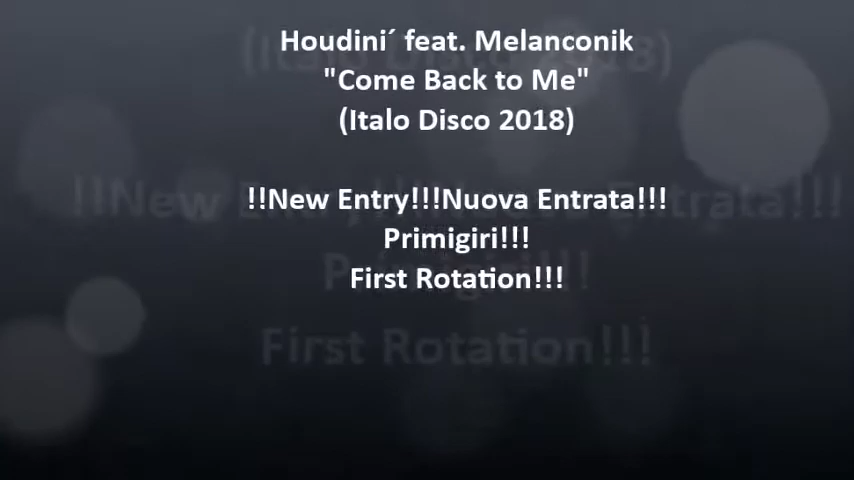 Houdini´ feat. Melanconik
"Come Back to Me"
(Italo Disco 2018)
!!New Entry!!!Nuova Entrata!!!
Primigiri!!!
First Rotation!!!